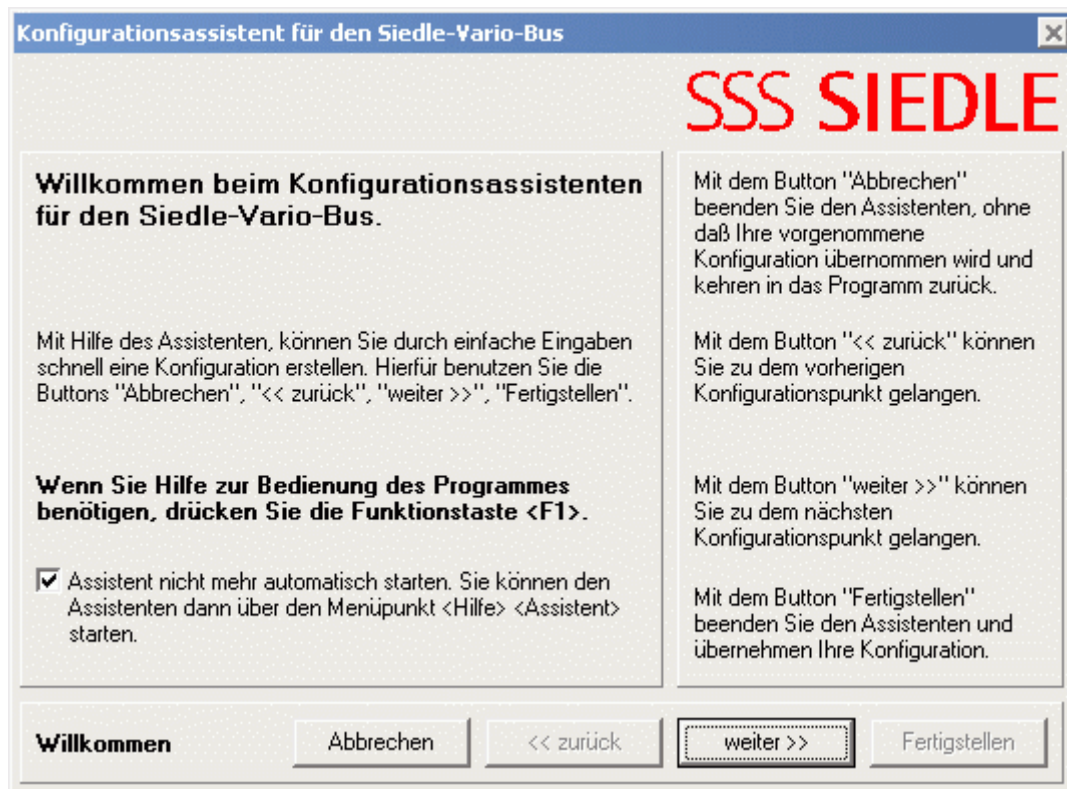 Konfigurationsassistent für den Siedle-Vario-Bus
SSS SIEDLE
Willkommen beim Konfigurationsassistenten
für den Siedle-Vario-Bus.
Mit Hilfe des Assistenten, können Sie durch einfache Eingaben
schnell eine Konfiguration erstellen. Hierfür benutzen Sie die
Buttons "Abbrechen", "<< zurück", "weiter >>", "Fertigstellen".
Wenn Sie Hilfe zur Bedienung des Programmes
benötigen, drücken Sie die Funktionstaste <F1>.
Assistent nicht mehr automatisch starten. Sie können den
Assistenten dann über den Menüpunkt <Hilfe> <Assistent>
starten.
Mit dem Button "Abbrechen"
beenden Sie den Assistenten, ohne
daß Ihre vorgenommene
Konfiguration übernommen wird und
kehren in das Programm zurück.
Mit dem Button "<< zurück" können
Sie zu dem vorherigen
Konfigurationspunkt gelangen.
Mit dem Button "weiter >>" können
Sie zu dem nächsten
Konfigurationspunkt gelangen.
Mit dem Button "Fertigstellen"
beenden Sie den Assistenten und
übernehmen Ihre Konfiguration.
Willkommen
Abbrechen
<< zurück
weiter >>
Fertigstellen